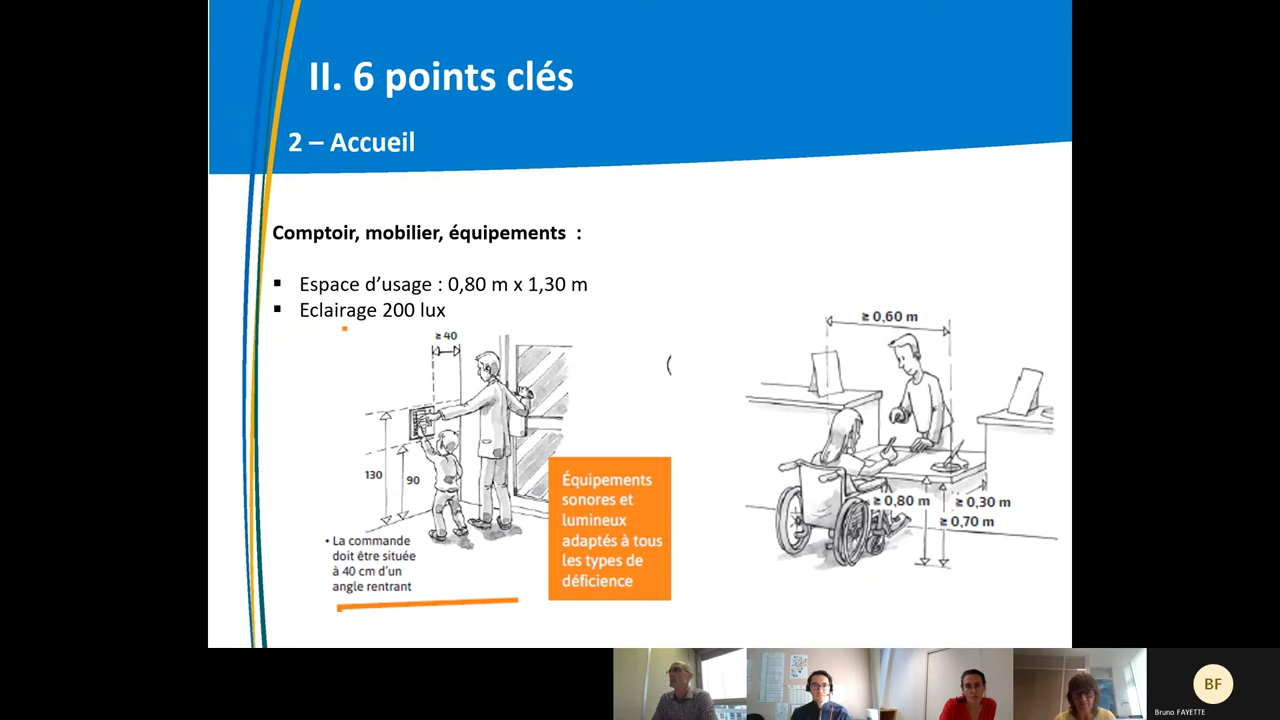 II. 6 points clés
2 – Accueil
Comptoir, mobilier, équipements :
▪ Espace d’usage : 0,80 m x 1,30 m
▪ Eclairage 200 lux
≥ 40
130
90
• La commande
doit être située
à 40 cm d’un
angle rentrant
Équipements
sonores et
lumineux
adaptés à tous
les types de
déficience
(
≥ 0,60 m
≥ 0,80 m
≥ 0,30 m
≥ 0,70 m
BF
Bruno FAYETTE